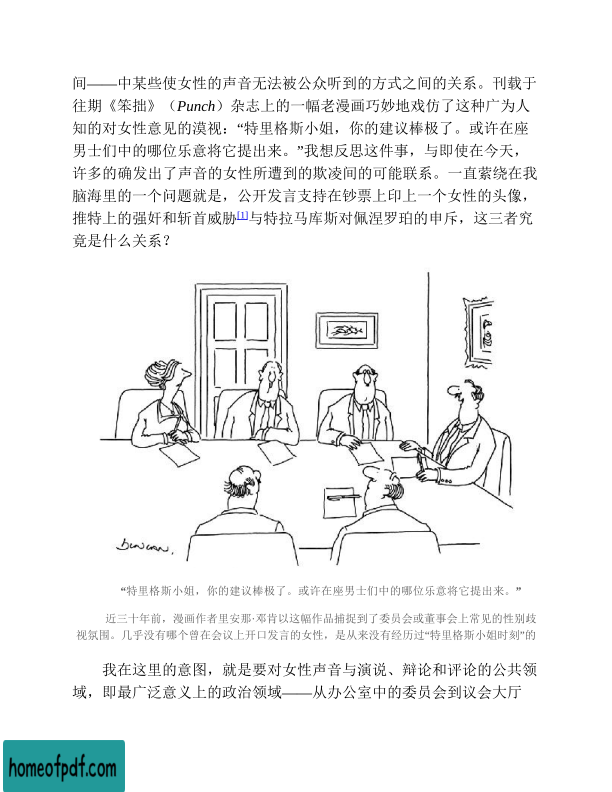 间——中某些使女性的声音无法被公众听到的方式之间的关系。刊载于
往期《笨拙》（Punch）杂志上的一幅老漫画巧妙地戏仿了这种广为人
知的对女性意见的漠视：“特里格斯小姐，你的建议棒极了。或许在座
男士们中的哪位乐意将它提出来。”我想反思这件事，与即使在今天，
许多的确发出了声音的女性所遭到的欺凌间的可能联系。一直萦绕在我
脑海里的一个问题就是，公开发言支持在钞票上印上一个女性的头像，
推特上的强奸和斩首威胁[1]与特拉马库斯对佩涅罗珀的申斥，这三者究
竟是什么关系？
DUNCAN.
“特里格斯小姐，你的建议棒极了。或许在座男士们中的哪位乐意将它提出来。”
近三十年前，漫画作者里安那·邓肯以这幅作品捕捉到了委员会或董事会上常见的性别歧
视氛围。几乎没有哪个曾在会议上开口发言的女性，是从来没有经历过“特里格斯小姐时刻”的
我在这里的意图，就是要对女性声音与演说、辩论和评论的公共领
域，即最广泛意义上的政治领域——从办公室中的委员会到议会大厅
homeofpdf.com